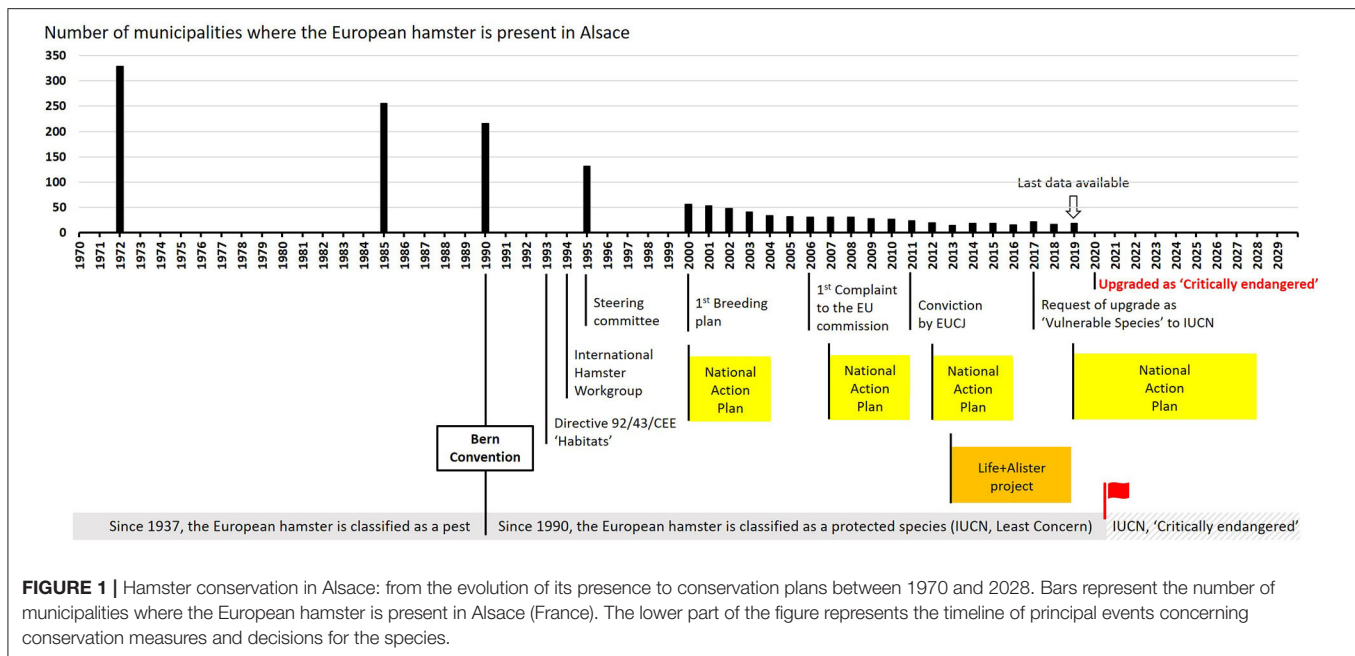 Number of municipalities where the European hamster is present in Alsace
350
300
250
200
150
100
50
0
Last data available
1970 1971 1972 1973 1974 1975 1976 1977 1978 1979 1980 1981 1982 1983 1984 1985 1986 1987 1988 1989 1990 1991 1992 1993 1994 1995 1996 1997 1998 1999 2000 2001 2002 2003 2004 2005 2006 2007 2008 2009 2010 2011 2012 2013 2014 2015 2016 2017 2018 2019 2020 2021 2022 2023 2024 2025 2026 2027 2028 2029
Upgraded as ‘Critically endangered’
Steering
committee
1st Breeding
plan
1st Complaint
to the EU
commission
Conviction
by EUCJ
Request of upgrade as
‘Vulnerable Species’ to IUCN
International
Hamster
Workgroup
National
Action
Plan
National
Action
Plan
National
Action
Plan
National
Action
Plan
Directive 92/43/CEE
‘Habitats’
Bern
Convention
Life+Alister
project
Since 1937, the European hamster is classified as a pest
Since 1990, the European hamster is classified as a protected species (IUCN, Least Concern)
IUCN, ‘Critically endangered’
FIGURE 1 | Hamster conservation in Alsace: from the evolution of its presence to conservation plans between 1970 and 2028. Bars represent the number of
municipalities where the European hamster is present in Alsace (France). The lower part of the figure represents the timeline of principal events concerning
conservation measures and decisions for the species.